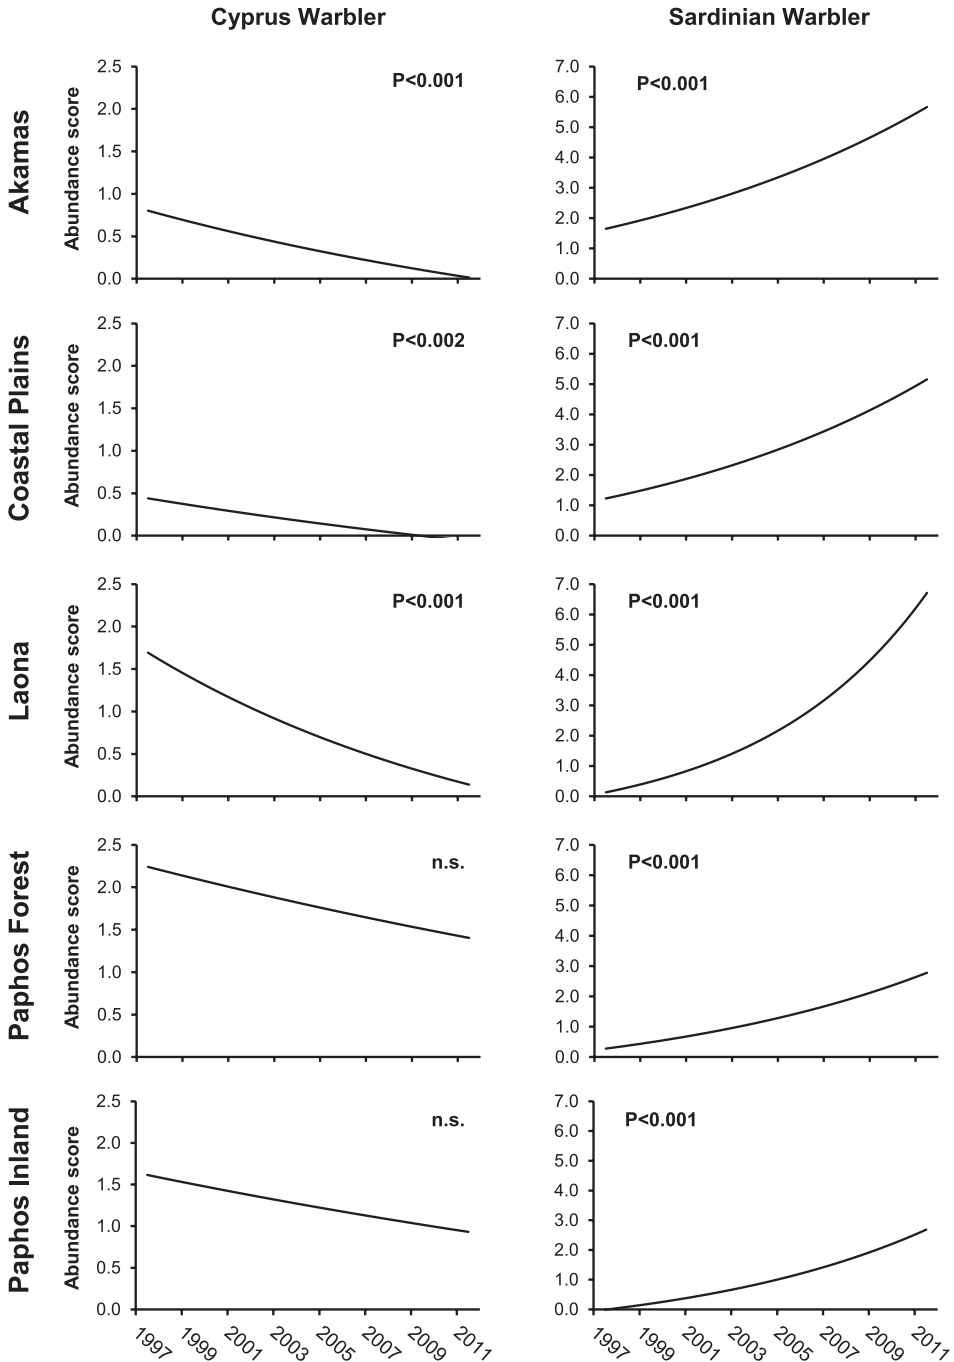 Cyprus Warbler
Sardinian Warbler
Akamas
Abundance score
2.5
2.0
1.5
1.0
0.5
0.0
P<0.001
7.0
6.0
5.0
4.0
3.0
2.0
1.0
0.0
P<0.001
Coastal Plains
Abundance score
2.5
2.0
1.5
1.0
0.5
0.0
P<0.002
7.0
6.0
5.0
4.0
3.0
2.0
1.0
0.0
P<0.001
Laona
Abundance score
2.5
2.0
1.5
1.0
0.5
0.0
P<0.001
7.0
6.0
5.0
4.0
3.0
2.0
1.0
0.0
P<0.001
Paphos Forest
Abundance score
2.5
2.0
1.5
1.0
0.5
0.0
n.s.
7.0
6.0
5.0
4.0
3.0
2.0
1.0
0.0
P<0.001
Paphos Inland
Abundance score
2.5
2.0
1.5
1.0
0.5
0.0
n.s.
7.0
6.0
5.0
4.0
3.0
2.0
1.0
0.0
P<0.001
1997 1999 2001 2003 2005 2007 2009 2011
1997 1999 2001 2003 2005 2007 2009 2011